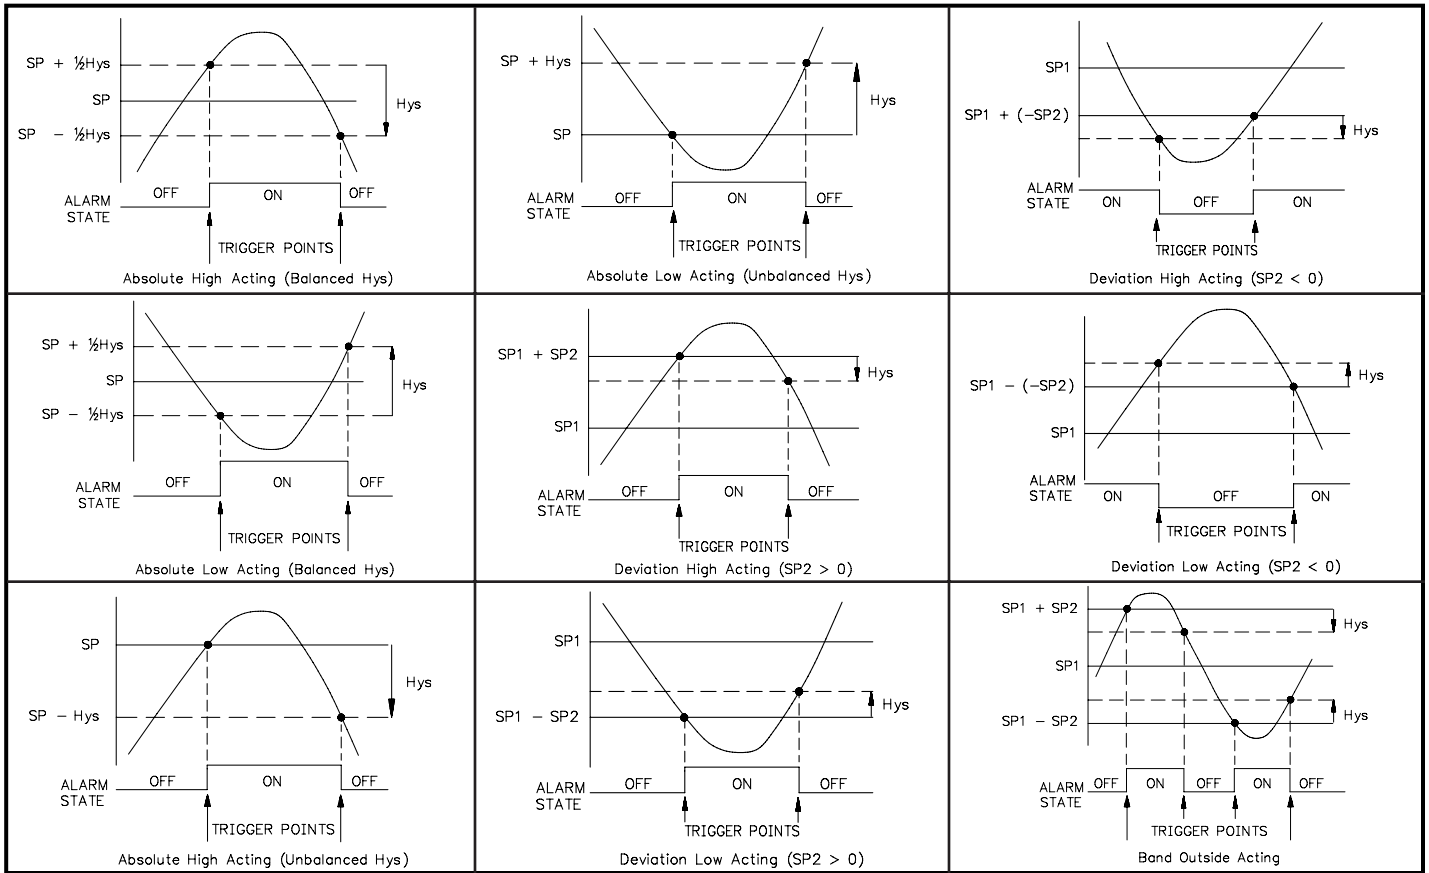 SP + ½Hys
SP
SP - ½Hys
Hys
ALARM
STATE
OFF
ON
OFF
TRIGGER POINTS
Absolute High Acting (Balanced Hys)
SP + Hys
SP
Hys
ALARM
STATE
OFF
ON
OFF
TRIGGER POINTS
Absolute Low Acting (Unbalanced Hys)
SP1
SP1 + (-SP2)
Hys
ALARM
STATE
ON
OFF
ON
TRIGGER POINTS
Deviation High Acting (SP2 < 0)
SP + ½Hys
SP
SP - ½Hys
Hys
ALARM
STATE
OFF
ON
OFF
TRIGGER POINTS
Absolute Low Acting (Balanced Hys)
SP1 + SP2
Hys
SP1
ALARM
STATE
OFF
ON
OFF
TRIGGER POINTS
Deviation High Acting (SP2 > 0)
Hys
SP1 - (-SP2)
SP1
ALARM
STATE
ON
OFF
ON
TRIGGER POINTS
Deviation Low Acting (SP2 < 0)
SP
Hys
SP - Hys
ALARM
STATE
OFF
ON
OFF
TRIGGER POINTS
Absolute High Acting (Unbalanced Hys)
SP1
Hys
SP1 - SP2
ALARM
STATE
OFF
ON
OFF
TRIGGER POINTS
Deviation Low Acting (SP2 > 0)
SP1 + SP2
Hys
SP1
Hys
SP1 - SP2
ALARM
STATE
OFF
ON
OFF
ON
OFF
TRIGGER POINTS
Band Outside Acting